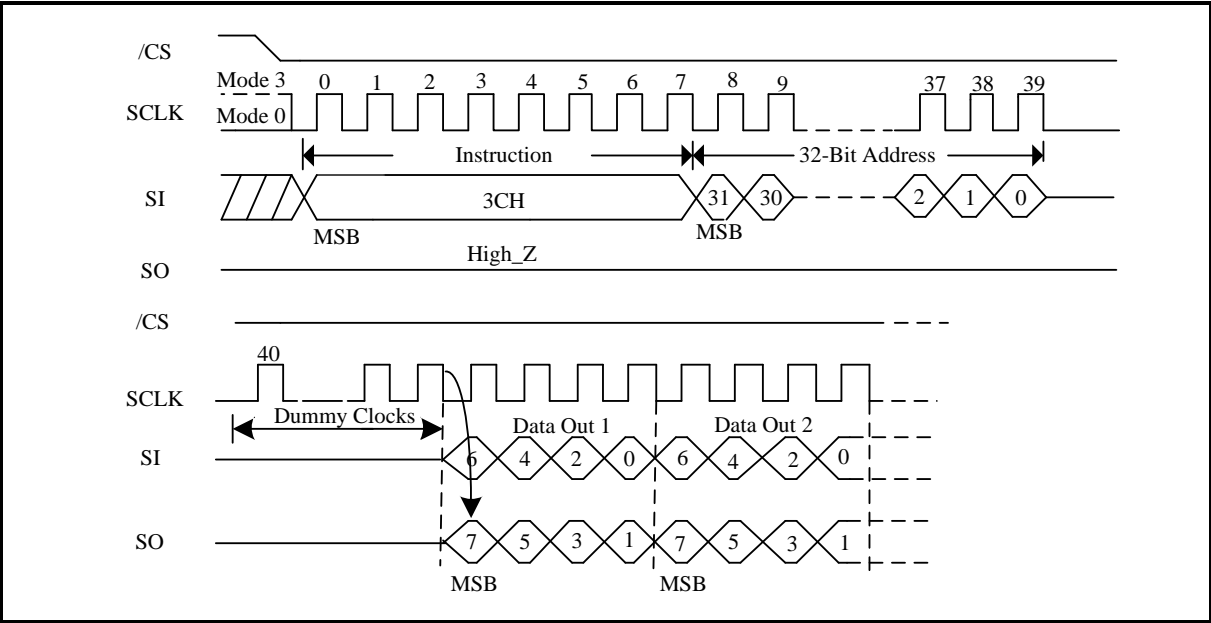 /CS
Mode 3 0 1 2 3 4 5 6 7 8 9 37 38 39
SCLK Mode 0
Instruction 32-Bit Address
SI 3CH 31 30 2 1 0
MSB MSB
High_Z
SO
/CS
40
SCLK
Dummy Clocks Data Out 1 Data Out 2
SI 6 4 2 0 6 4 2 0
SO 7 5 3 1 7 5 3 1
MSB MSB